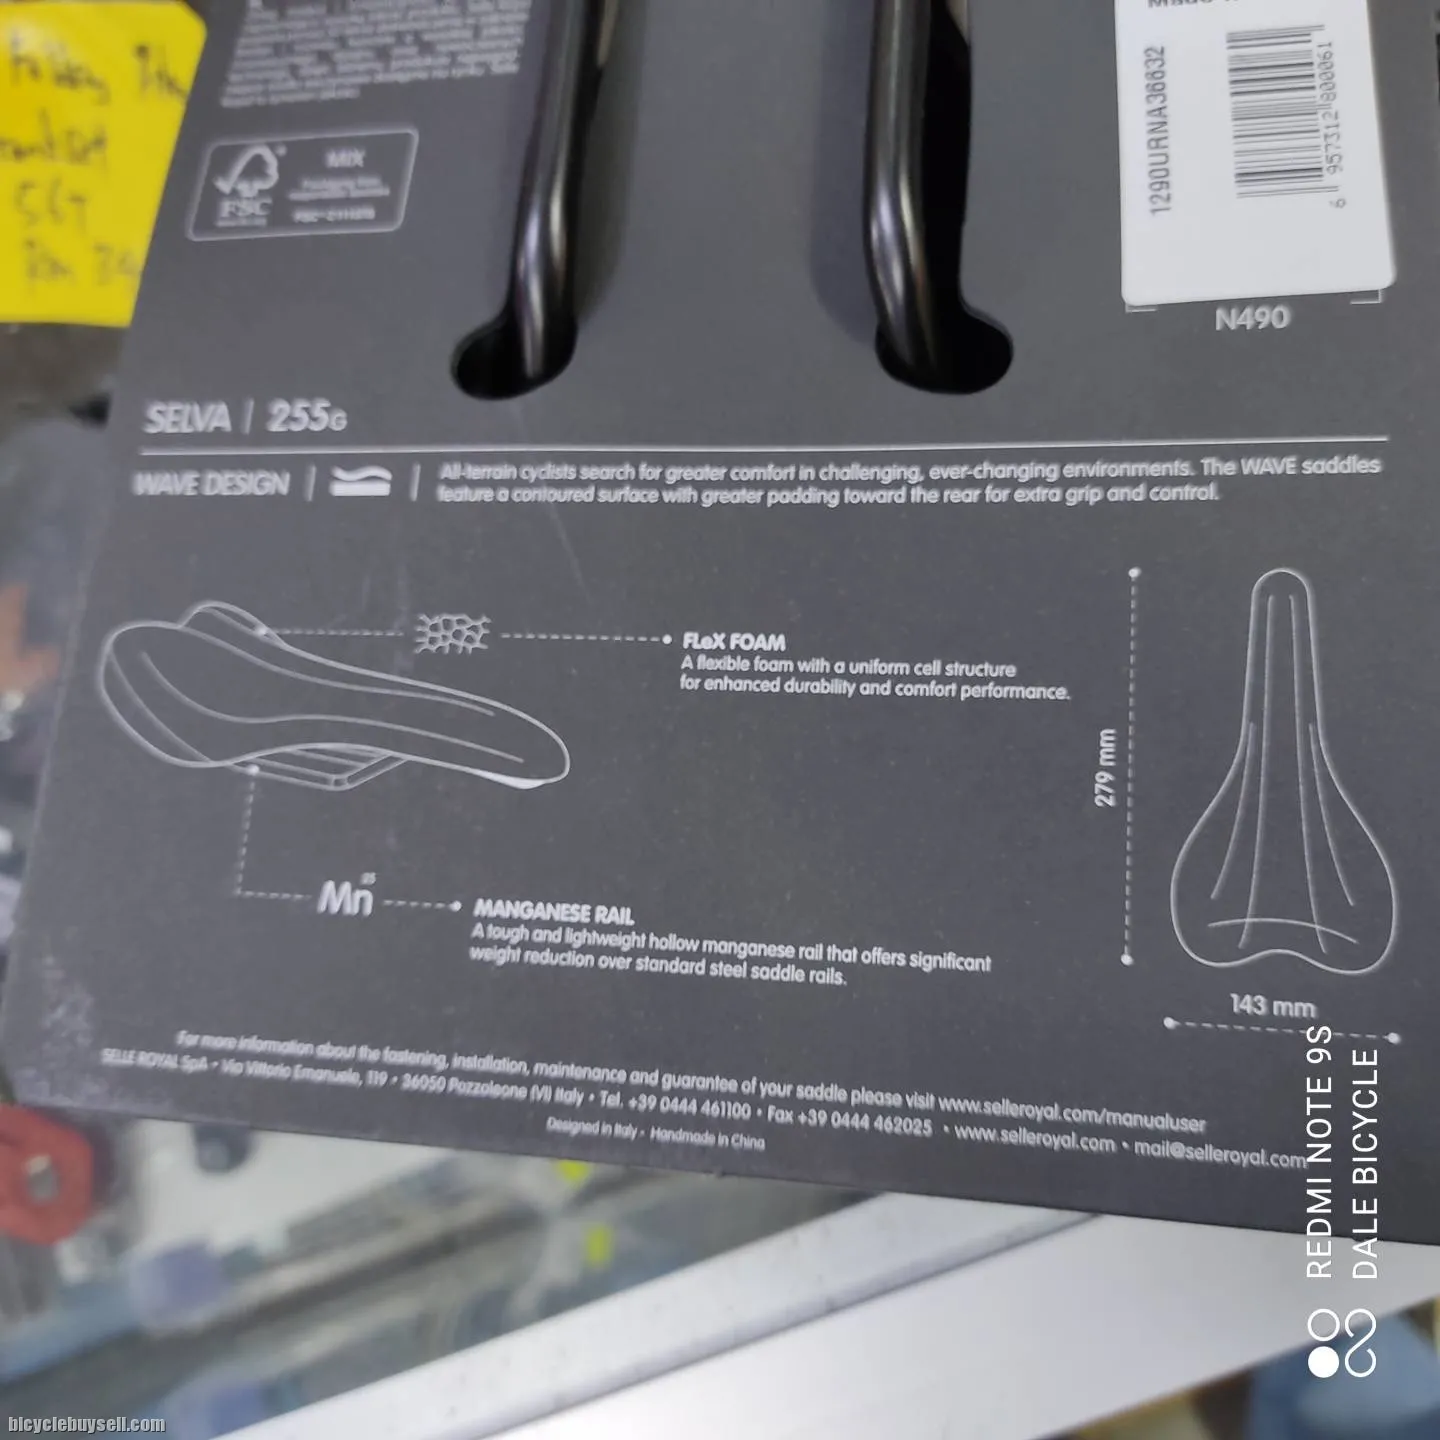 MIX
FSC
1290URNA36632
6 957312 800061
N490
SELVA | 255G
WAVE DESIGN | | All-terrain cyclists search for greater comfort in challenging, ever-changing environments. The WAVE saddles
feature a contoured surface with greater padding toward the rear for extra grip and control.
FLeX FOAM
A flexible foam with a uniform cell structure
for enhanced durability and comfort performance.
279 mm
Mn 25
MANGANESE RAIL
A tough and lightweight hollow manganese rail that offers significant
weight reduction over standard steel saddle rails.
143 mm
For more information about the fastening, installation, maintenance and guarantee of your saddle please visit www.selleroyal.com/manualuser
SELLE ROYAL SpA • Via Vittorio Emanuele, 119 • 36050 Pozzoleone (VI) Italy • Tel. +39 0444 461100 • Fax +39 0444 462025 • www.selleroyal.com • mail@selleroyal.com
Designed in Italy • Handmade in China
REDMI NOTE 9S
DALE BICYCLE
bicyclebuysell.com